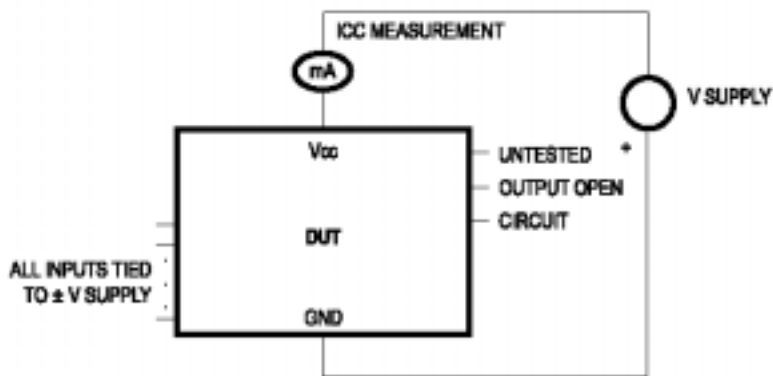 ICC MEASUREMENT
mA
V SUPPLY
Vcc
UNTESTED
+
OUTPUT OPEN
CIRCUIT
DUT
ALL INPUTS TIED
TO ± V SUPPLY
GND